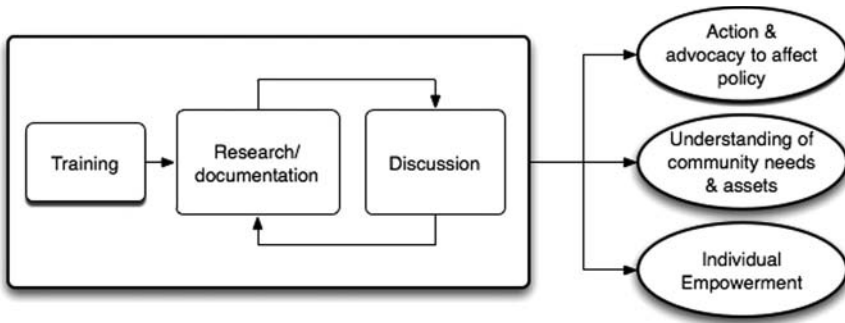 Training
Research/
documentation
Discussion
Action &
advocacy to affect
policy
Understanding of
community needs
& assets
Individual
Empowerment